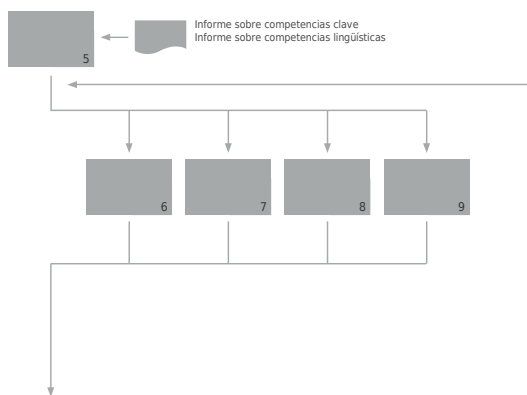 Informe sobre competencias clave
Informe sobre competencias lingüísticas
5
6
7
8
9